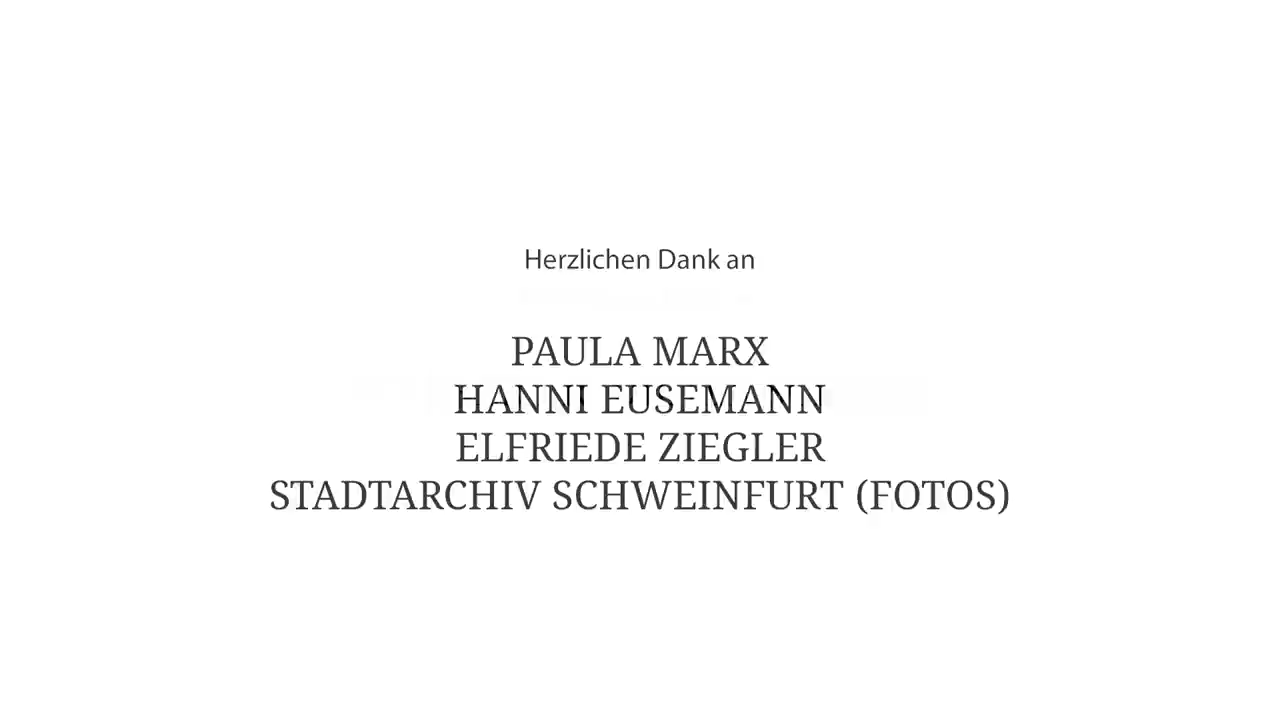 Herzlichen Dank an
PAULA MARX
HANNI EUSEMANN
ELFRIEDE ZIEGLER
STADTARCHIV SCHWEINFURT (FOTOS)